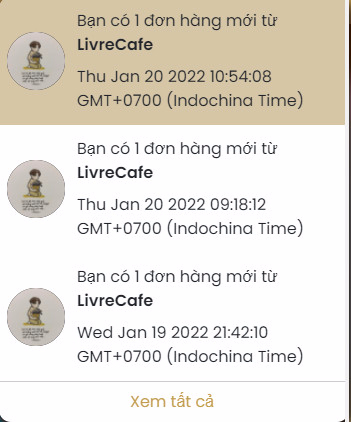 Bạn có 1 đơn hàng mới từ
LivreCafe
Thu Jan 20 2022 10:54:08
GMT+0700 (Indochina Time)
Bạn có 1 đơn hàng mới từ
LivreCafe
Thu Jan 20 2022 09:18:12
GMT+0700 (Indochina Time)
Bạn có 1 đơn hàng mới từ
LivreCafe
Wed Jan 19 2022 21:42:10
GMT+0700 (Indochina Time)
Xem tất cả